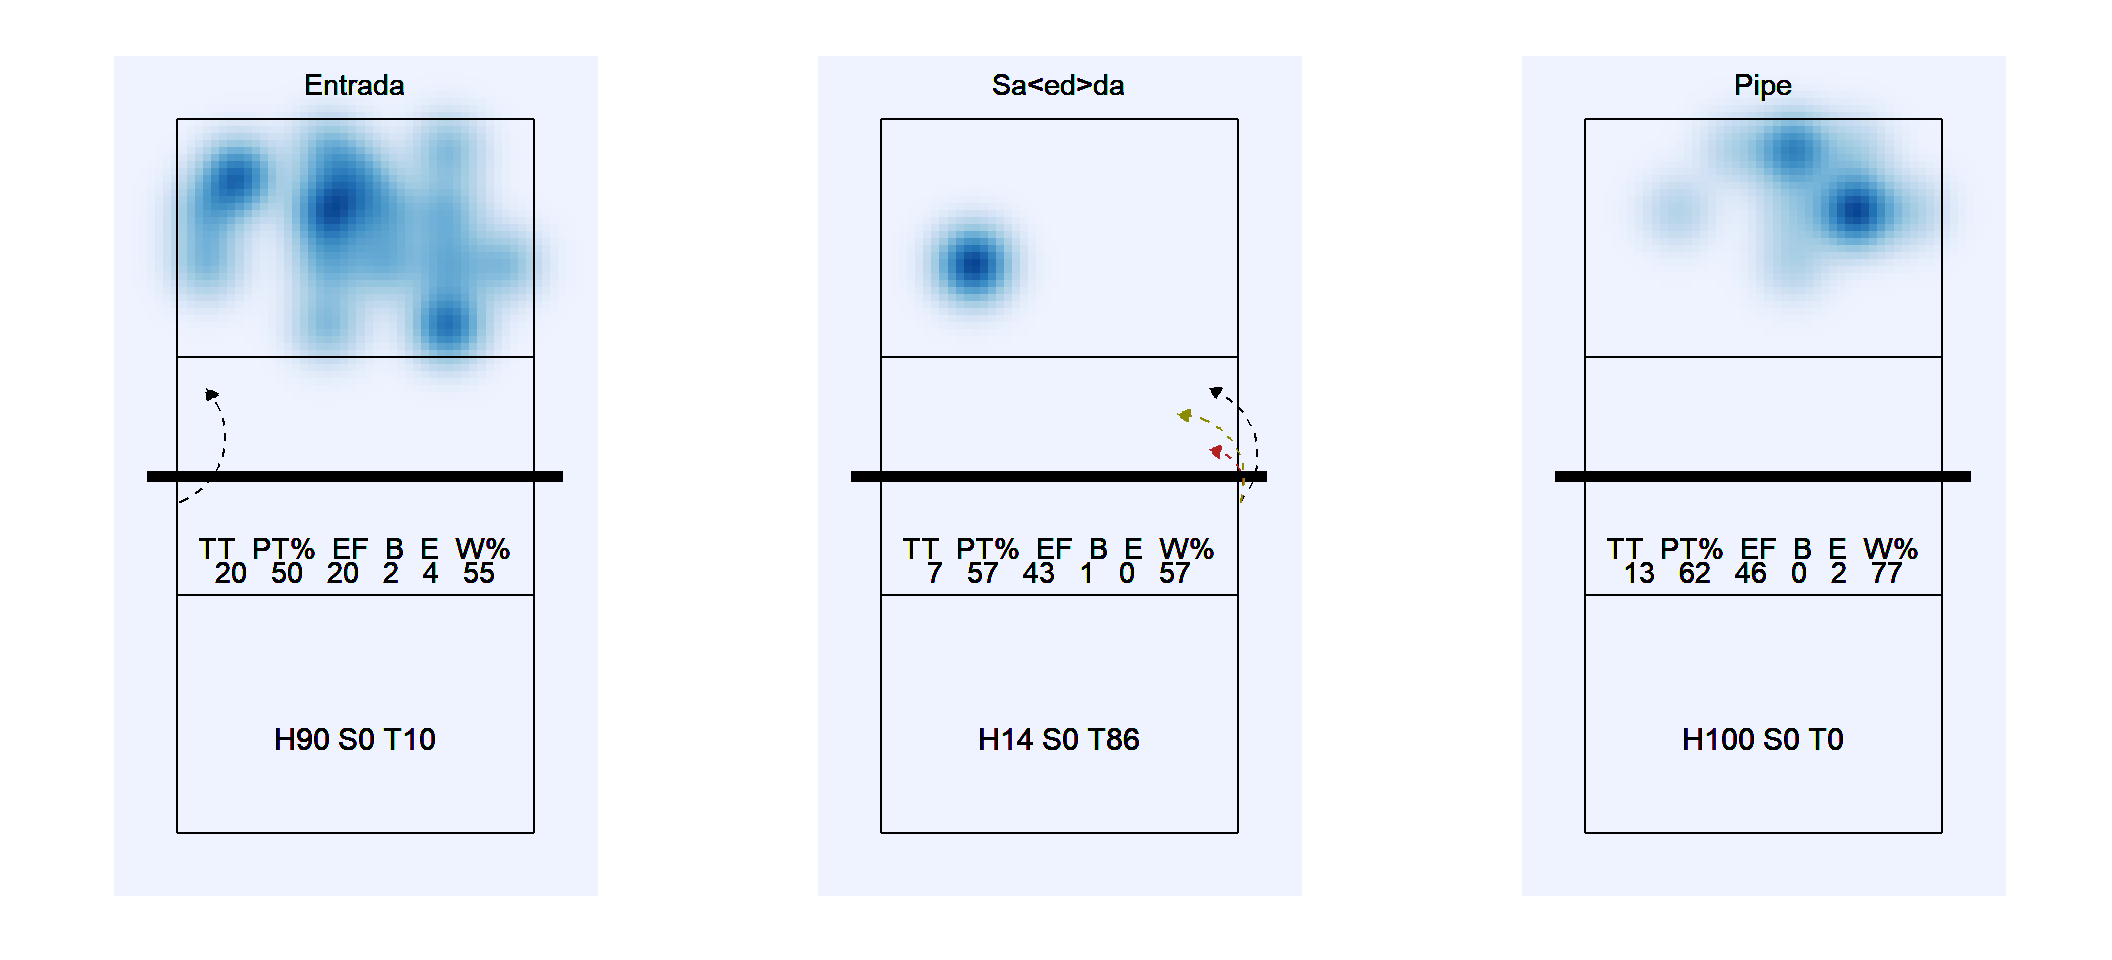 Entrada
TT PT% EF B E W%
20 50 20 2 4 55
H90 S0 T10
Sa<ed>da
TT PT% EF B E W%
7 57 43 1 0 57
H14 S0 T86
Pipe
TT PT% EF B E W%
13 62 46 0 2 77
H100 S0 T0